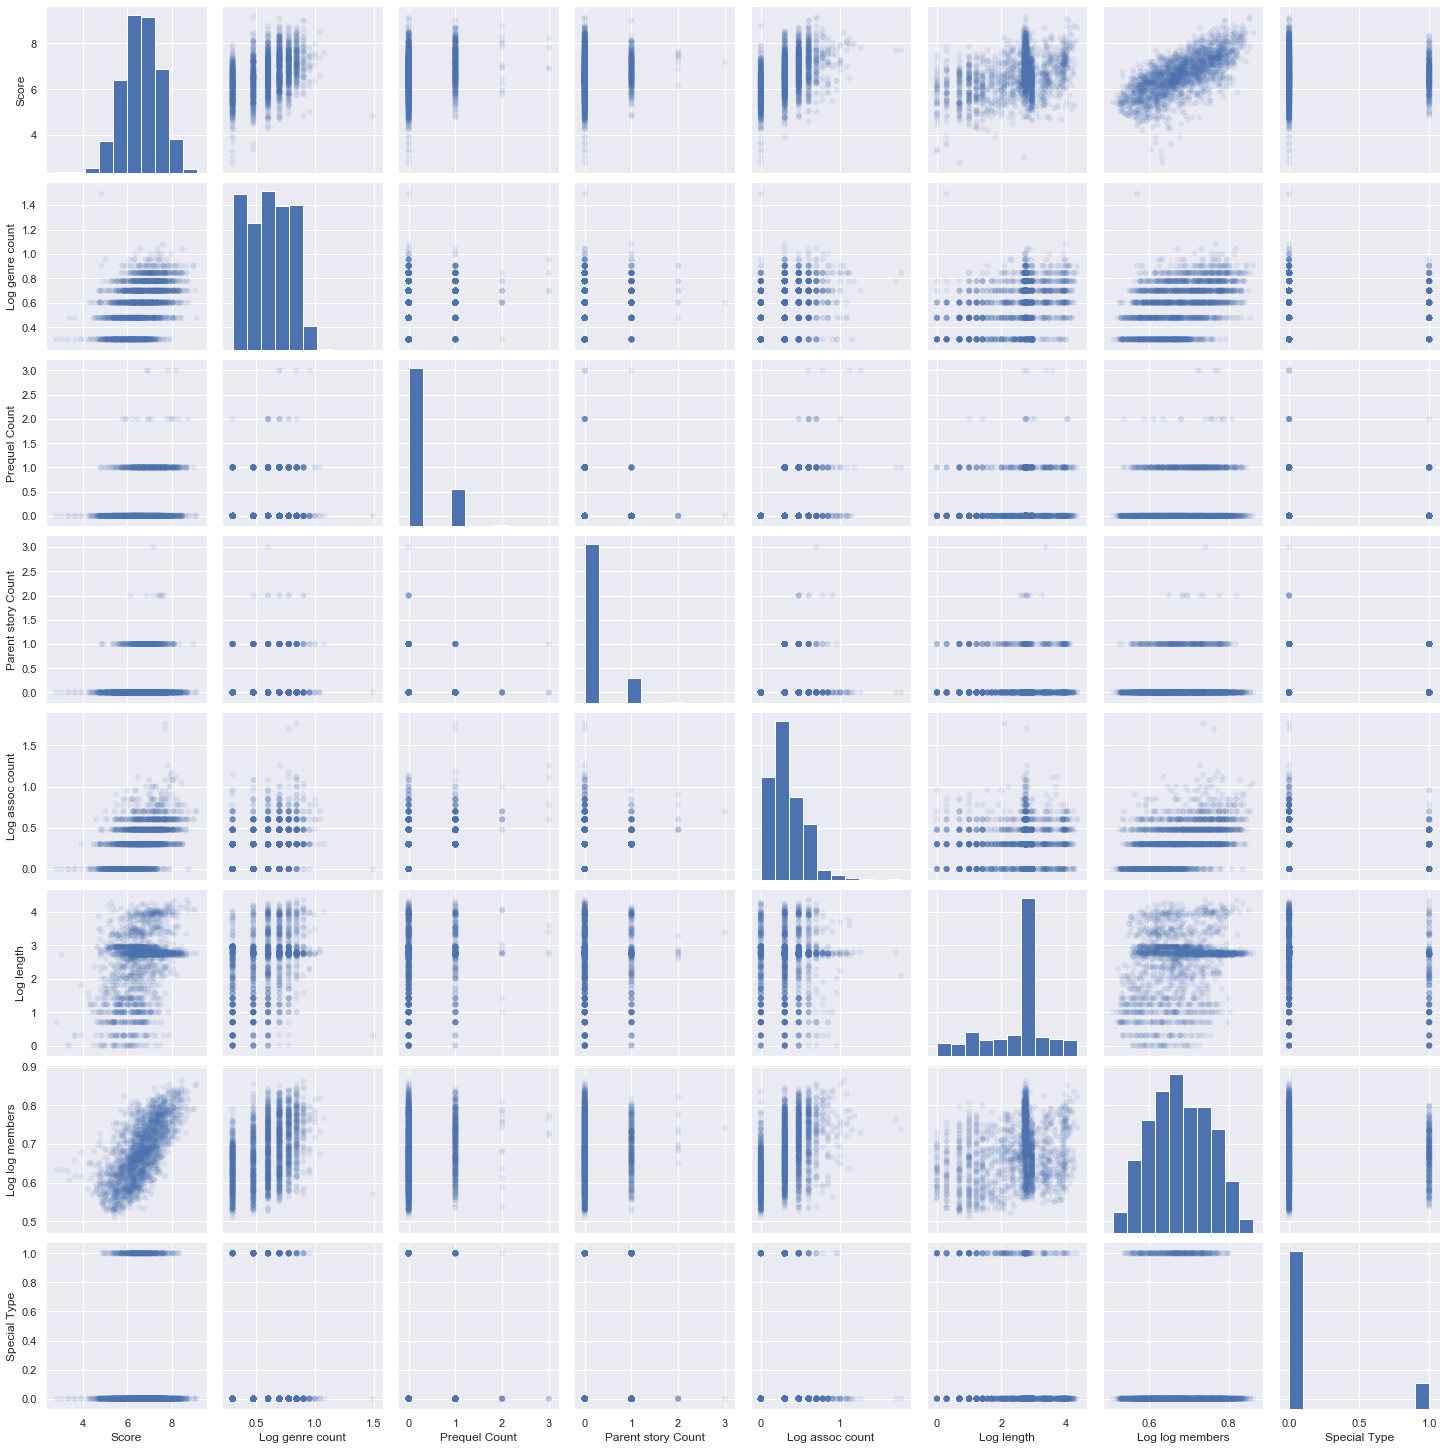 8
6
4
Score
1.4
1.2
1.0
0.8
0.6
0.4
Log genre count
3.0
2.5
2.0
1.5
1.0
0.5
0.0
Prequel Count
3.0
2.5
2.0
1.5
1.0
0.5
0.0
Parent story Count
1.5
1.0
0.5
0.0
Log assoc count
4
3
2
1
0
Log length
0.9
0.8
0.7
0.6
0.5
Log log members
1.0
0.8
0.6
0.4
0.2
0.0
Special Type
4 6 8
0.5 1.0 1.5
0 1 2 3
0 1 2 3
0 1
0 2 4
0.6 0.8
0.0 0.5 1.0
Score
Log genre count
Prequel Count
Parent story Count
Log assoc count
Log length
Log log members
Special Type